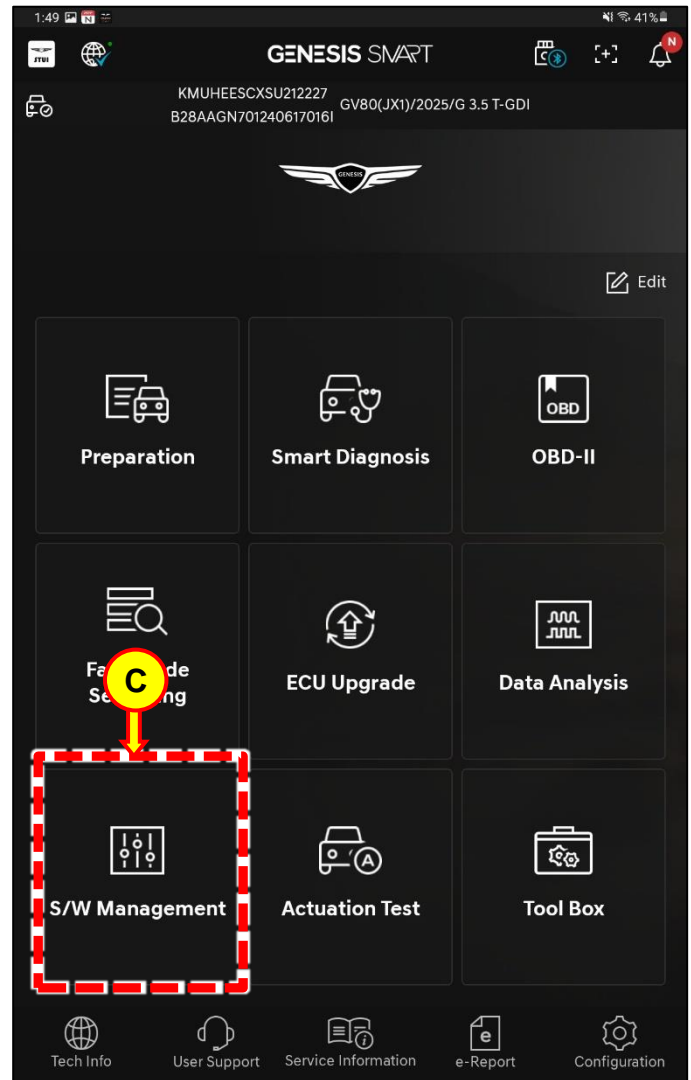 1:49
41%
STUI
GENESIS SMART
N
KMUHEESCXSU212227
B28AAGN701240617016I
GV80(JX1)/2025/G 3.5 T-GDI
GENESIS
Edit
Preparation
Smart Diagnosis
OBD
OBD-II
C
ECU Upgrade
Data Analysis
S/W Management
A
Actuation Test
Tool Box
Tech Info
User Support
Service Information
e
e-Report
Configuration